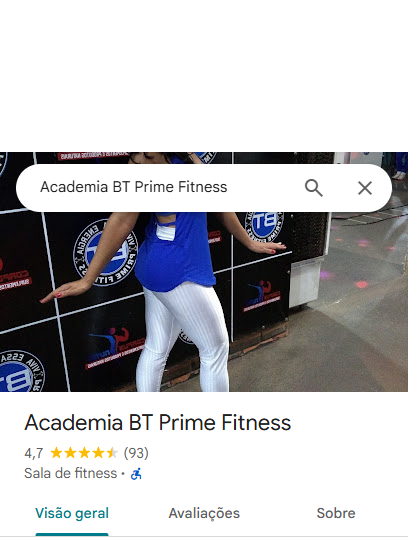 Academia BT Prime Fitness
Academia BT Prime Fitness
4,7 (93)
Sala de fitness ·
Visão geral
Avaliações
Sobre